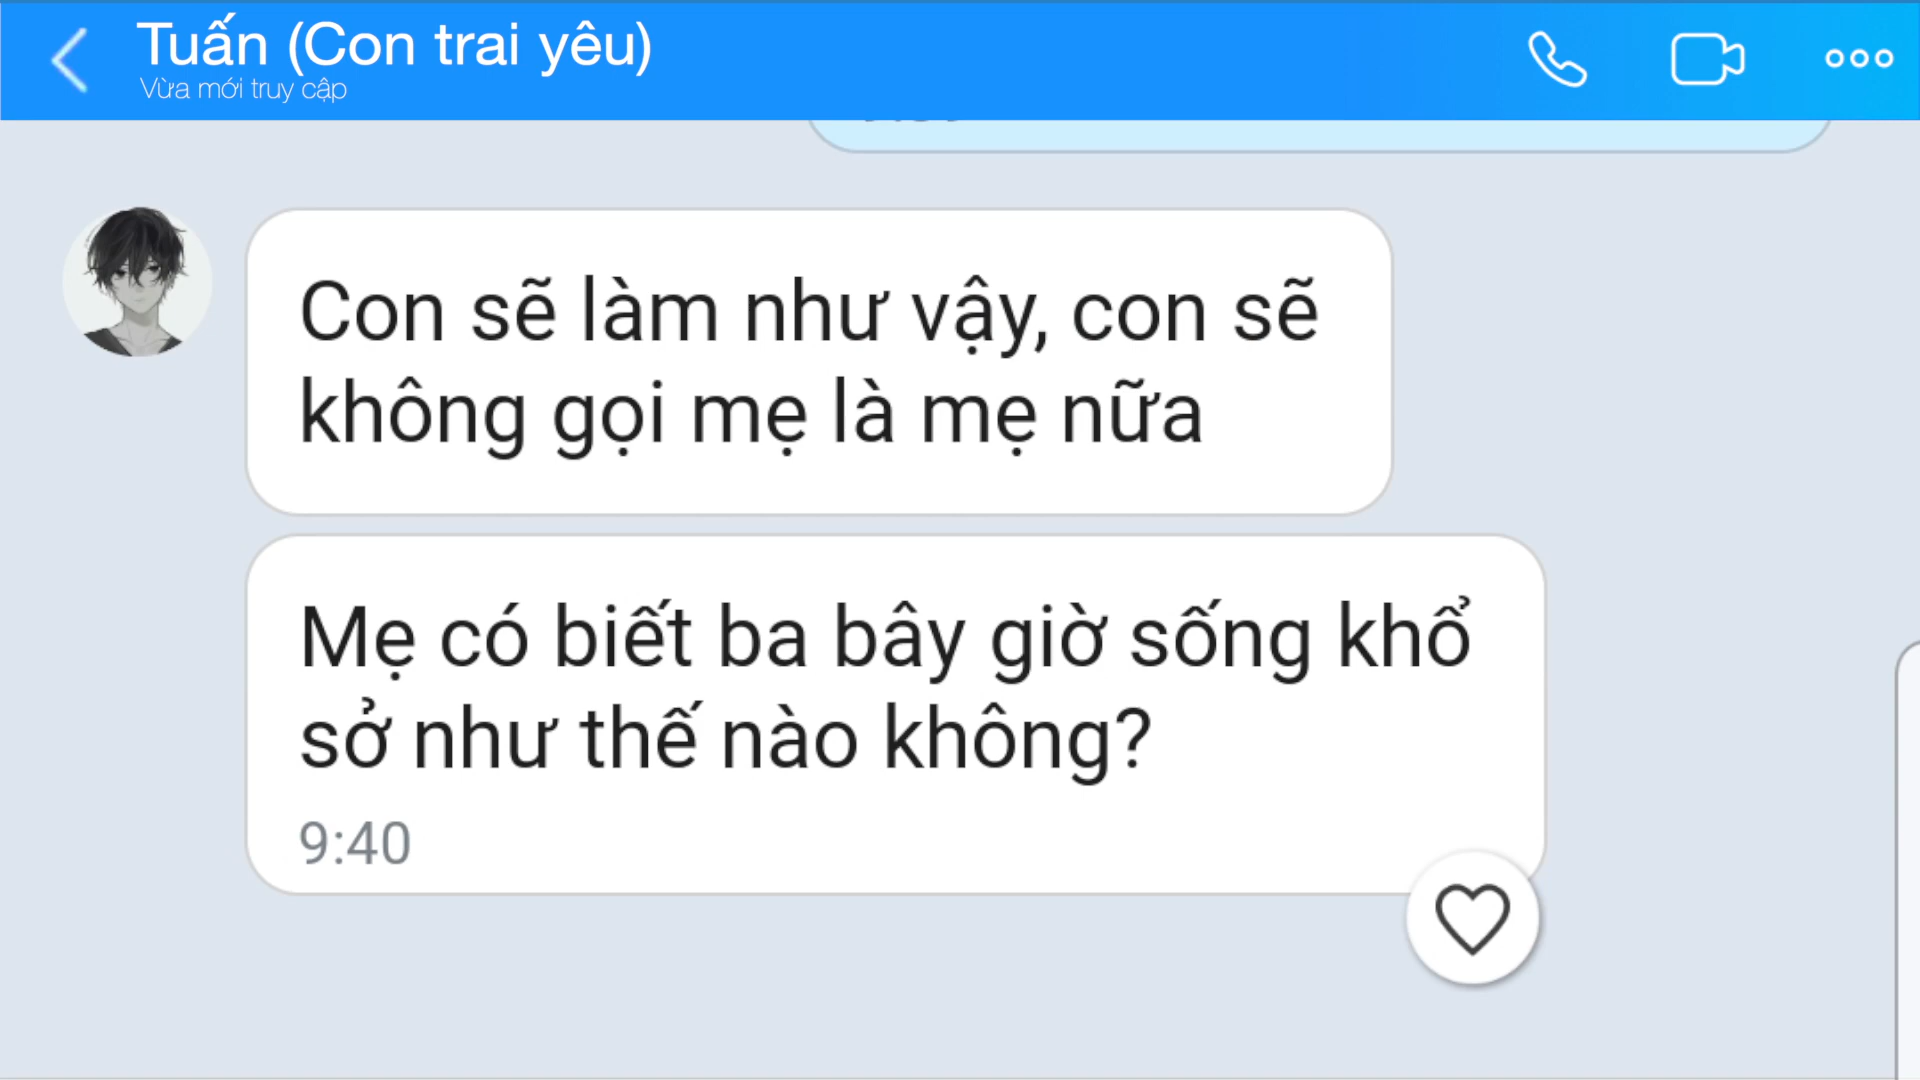 Tuấn (Con trai yêu)
Vừa mới truy cập
Con sẽ làm như vậy, con sẽ
không gọi mẹ là mẹ nữa
Mẹ có biết ba bây giờ sống khổ
sở như thế nào không?
9:40